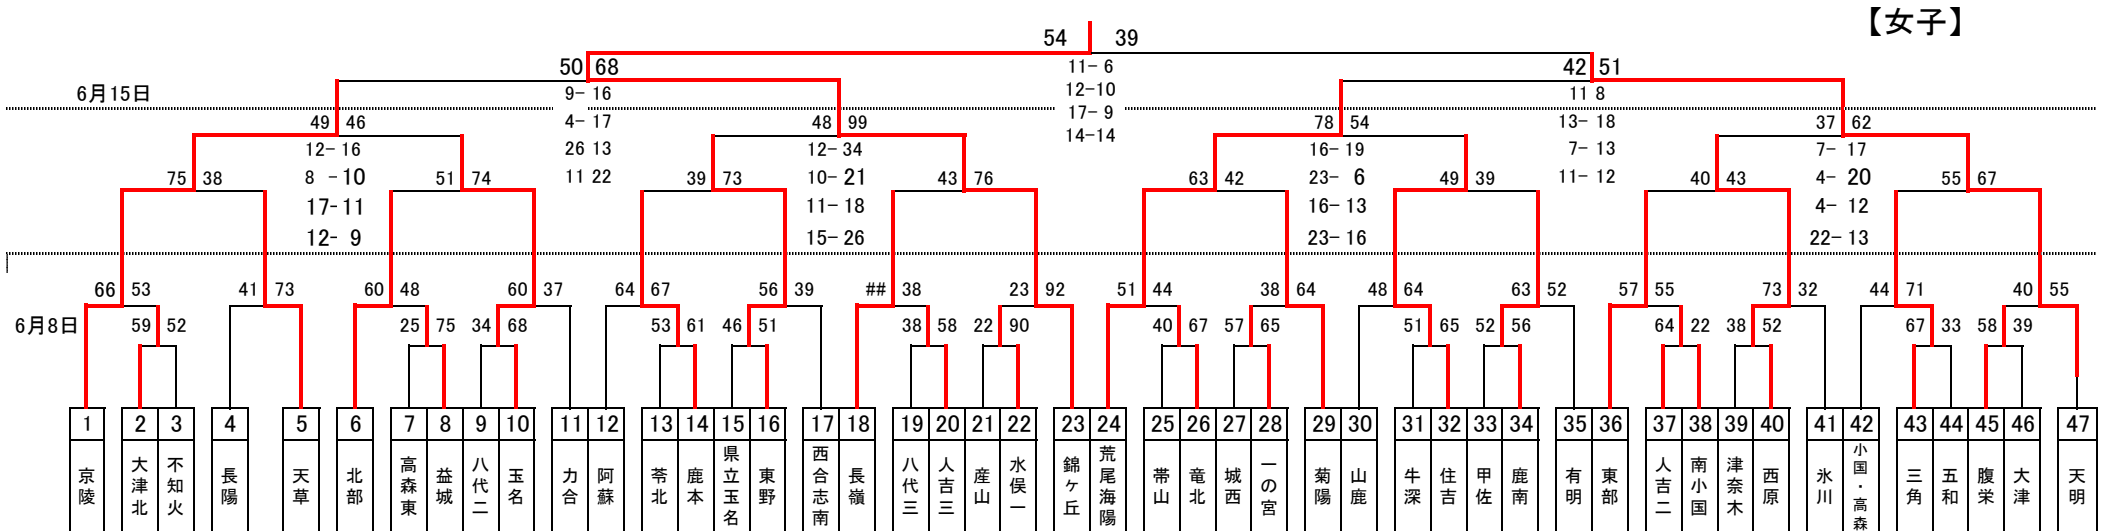 【女子】
54 39
50 68
11- 6
42 51
6月15日
9- 16
12-10
11 8
49 46
4- 17
48 99
17- 9
78 54
13- 18
37 62
14-14
12- 16
26 13
12- 34
16- 19
7- 13
7- 17
75 38
8 -10
51 74
11 22
39 73
10- 21
43 76
63 42
23- 6
49 39
11- 12
40 43
4- 20
55 67
17- 11
11- 18
16- 13
4- 12
12- 9
15- 26
23- 16
22- 13
66 53
41 73
60 48
60 37
64 67
56 39
## 38
23 92
51 44
38 64
48 64
63 52
57 55
73 32
44 71
40 55
6月8日
59 52
25 75
34 68
53 61
46 51
38 58
22 90
40 67
57 65
51 65
52 56
64 22
38 52
67 33
58 39
1 2 3 4 5 6 7 8 9 10 11 12 13 14 15 16 17 18 19 20 21 22 23 24 25 26 27 28 29 30 31 32 33 34 35 36 37 38 39 40 41 42 43 44 45 46 47
京陵
大津北
不知火
長陽
天草
北部
高森東
益城
八代二
玉名
力合
阿蘇
苓北
鹿本
県立玉名
東野
西合志南
長嶺
八代三
人吉三
産山
水俣一
錦ヶ丘
荒尾海陽
帯山
竜北
城西
一の宮
菊陽
山鹿
牛深
住吉
甲佐
鹿南
有明
東部
人吉二
南小国
津奈木
西原
氷川
小国・高森
三角
五和
腹栄
大津
天明